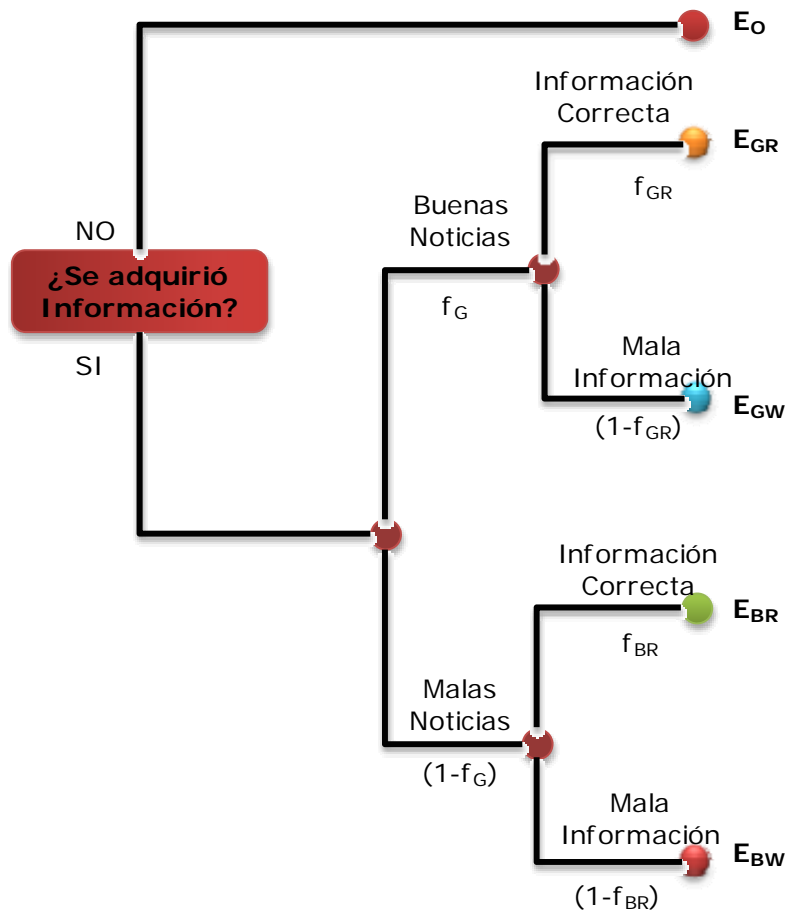 E_O
Información
Correcta
E_GR
f_GR
NO
¿Se adquirió
Información?
SI
Buenas
Noticias
f_G
Mala
Información
E_GW
(1-f_GR)
Información
Correcta
E_BR
f_BR
Malas
Noticias
(1-f_G)
Mala
Información
E_BW
(1-f_BR)